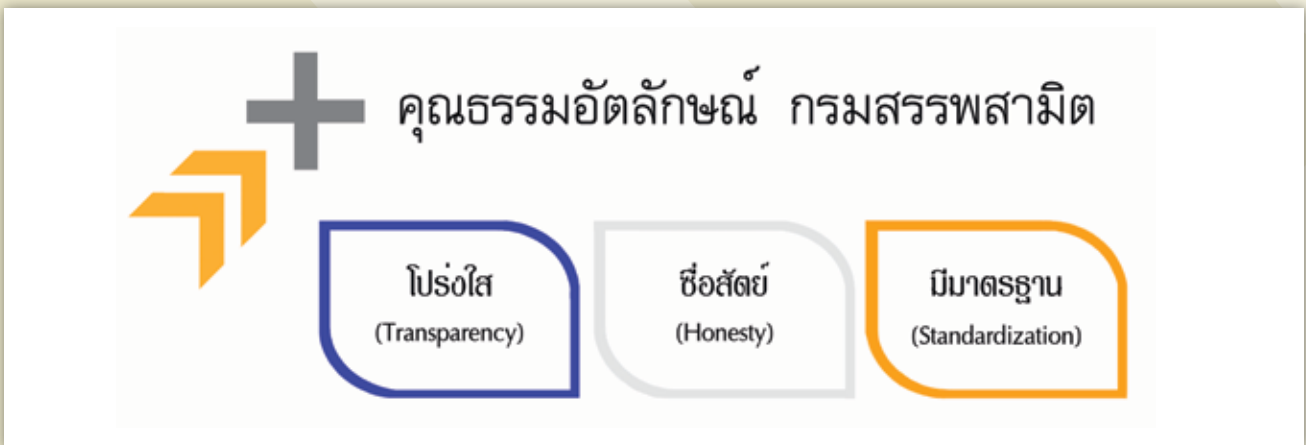 คุณธรรมอัตลักษณ์ กรมสรรพสามิต
โปร่งใส
(Transparency)
ซื่อสัตย์
(Honesty)
มีมาตรฐาน
(Standardization)